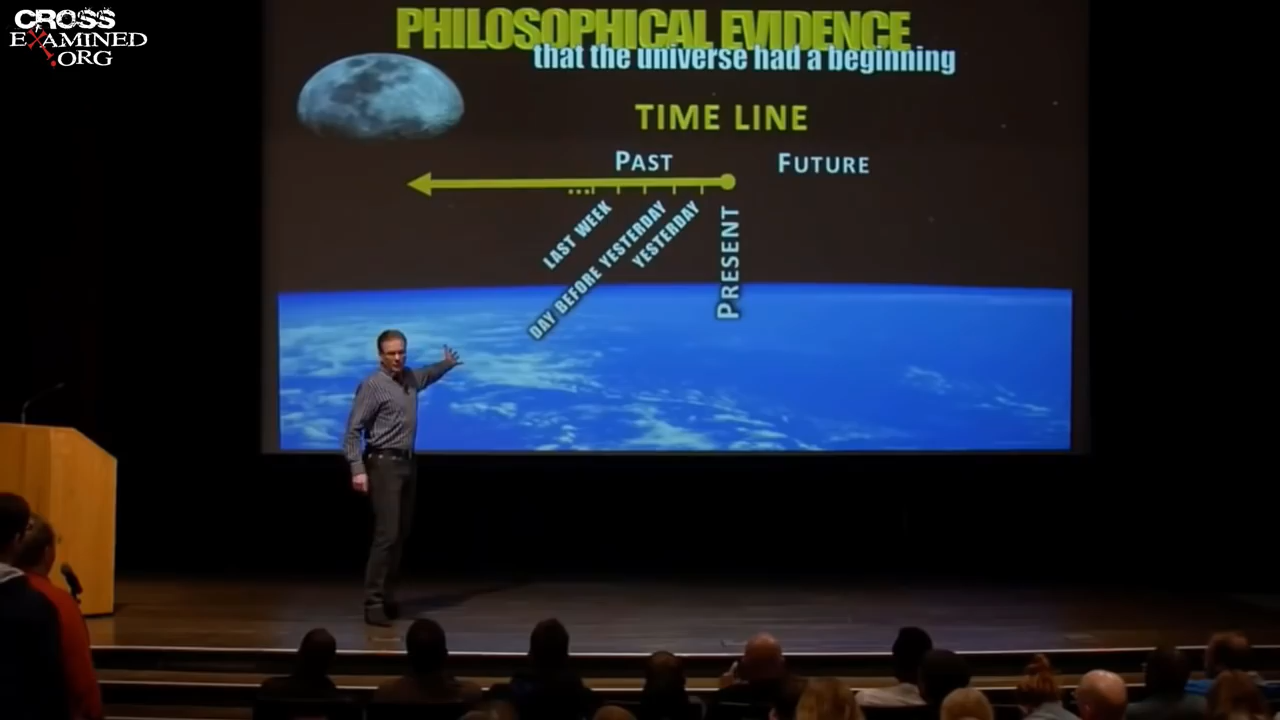 CROSS
EXAMINED
.ORG
PHILOSOPHICAL EVIDENCE
that the universe had a beginning
TIME LINE
PAST
FUTURE
LAST WEEK
DAY BEFORE YESTERDAY
YESTERDAY
PRESENT